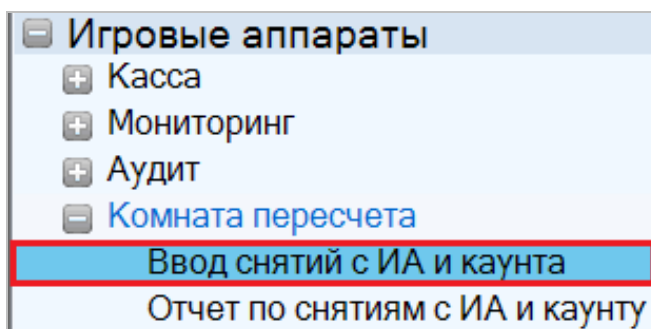 Игровые аппараты
Касса
Мониторинг
Аудит
Комната пересчета
Ввод снятий с ИА и каунта
Отчет по снятиям с ИА и каунту